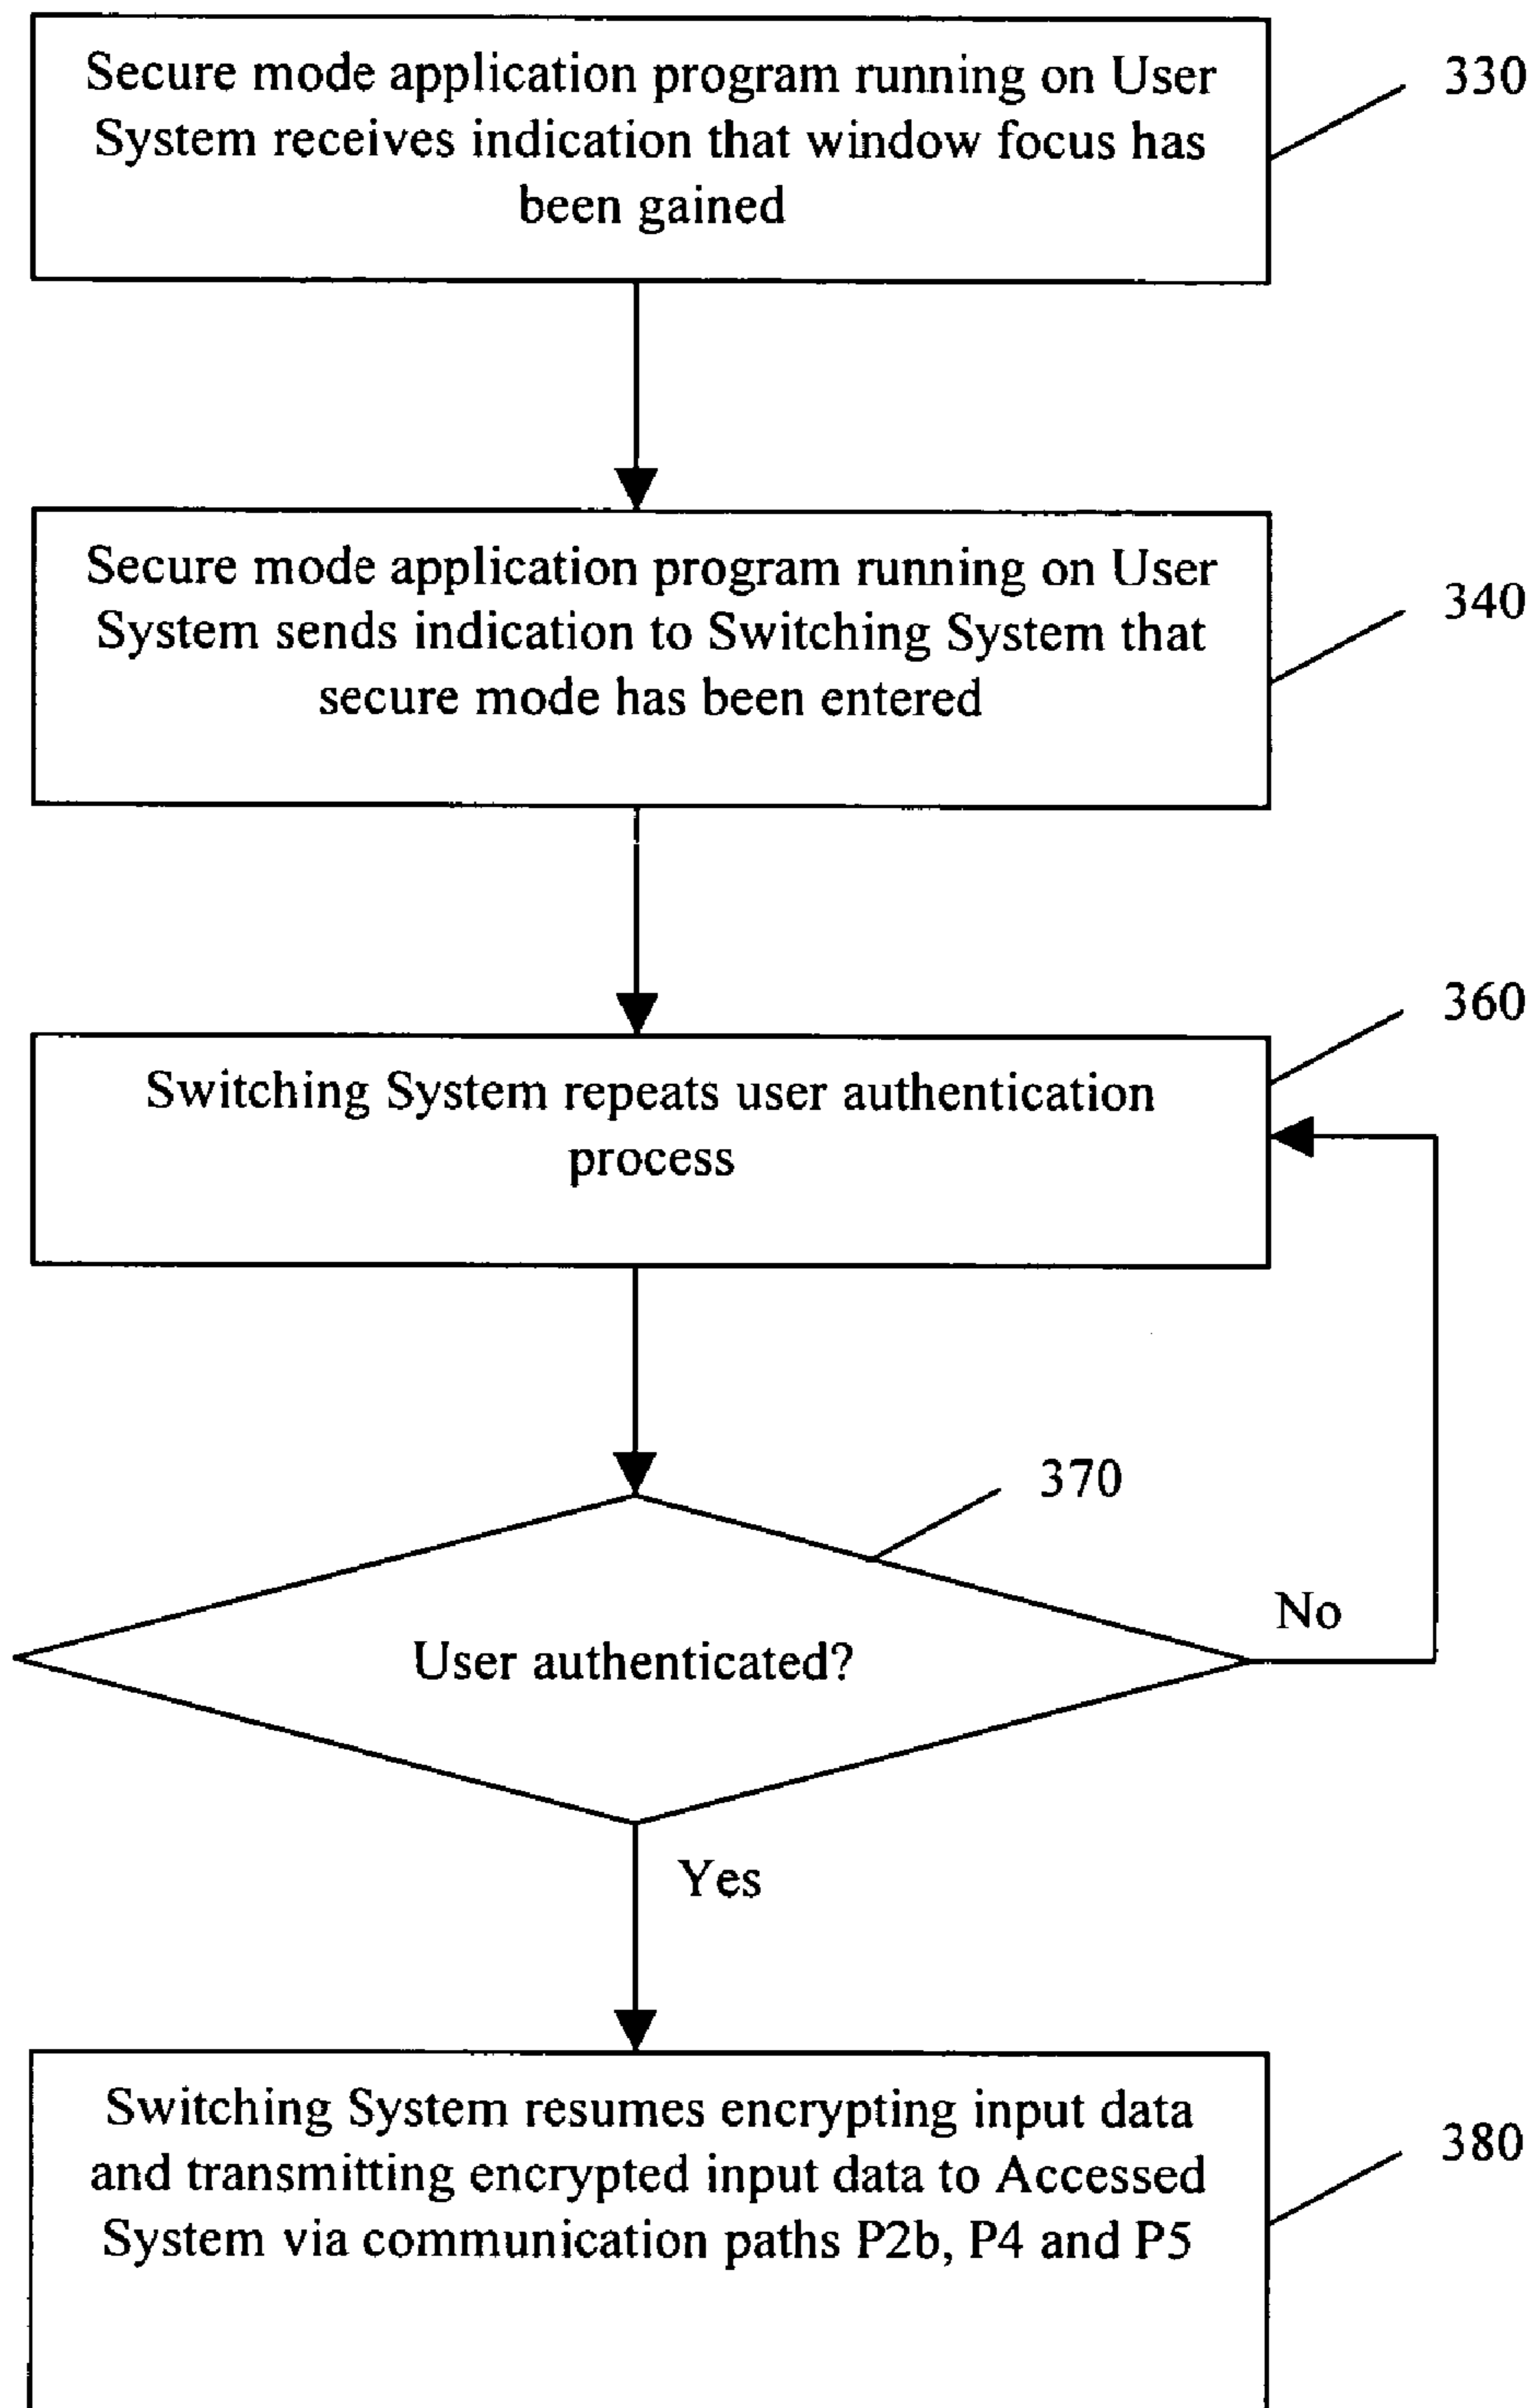 Secure mode application program running on User
System receives indication that window focus has
been gained
330
Secure mode application program running on User
System sends indication to Switching System that
secure mode has been entered
340
360
Switching System repeats user authentication
process
370
No
User authenticated?
Yes
Switching System resumes encrypting input data
and transmitting encrypted input data to Accessed
System via communication paths P2b, P4 and P5
380